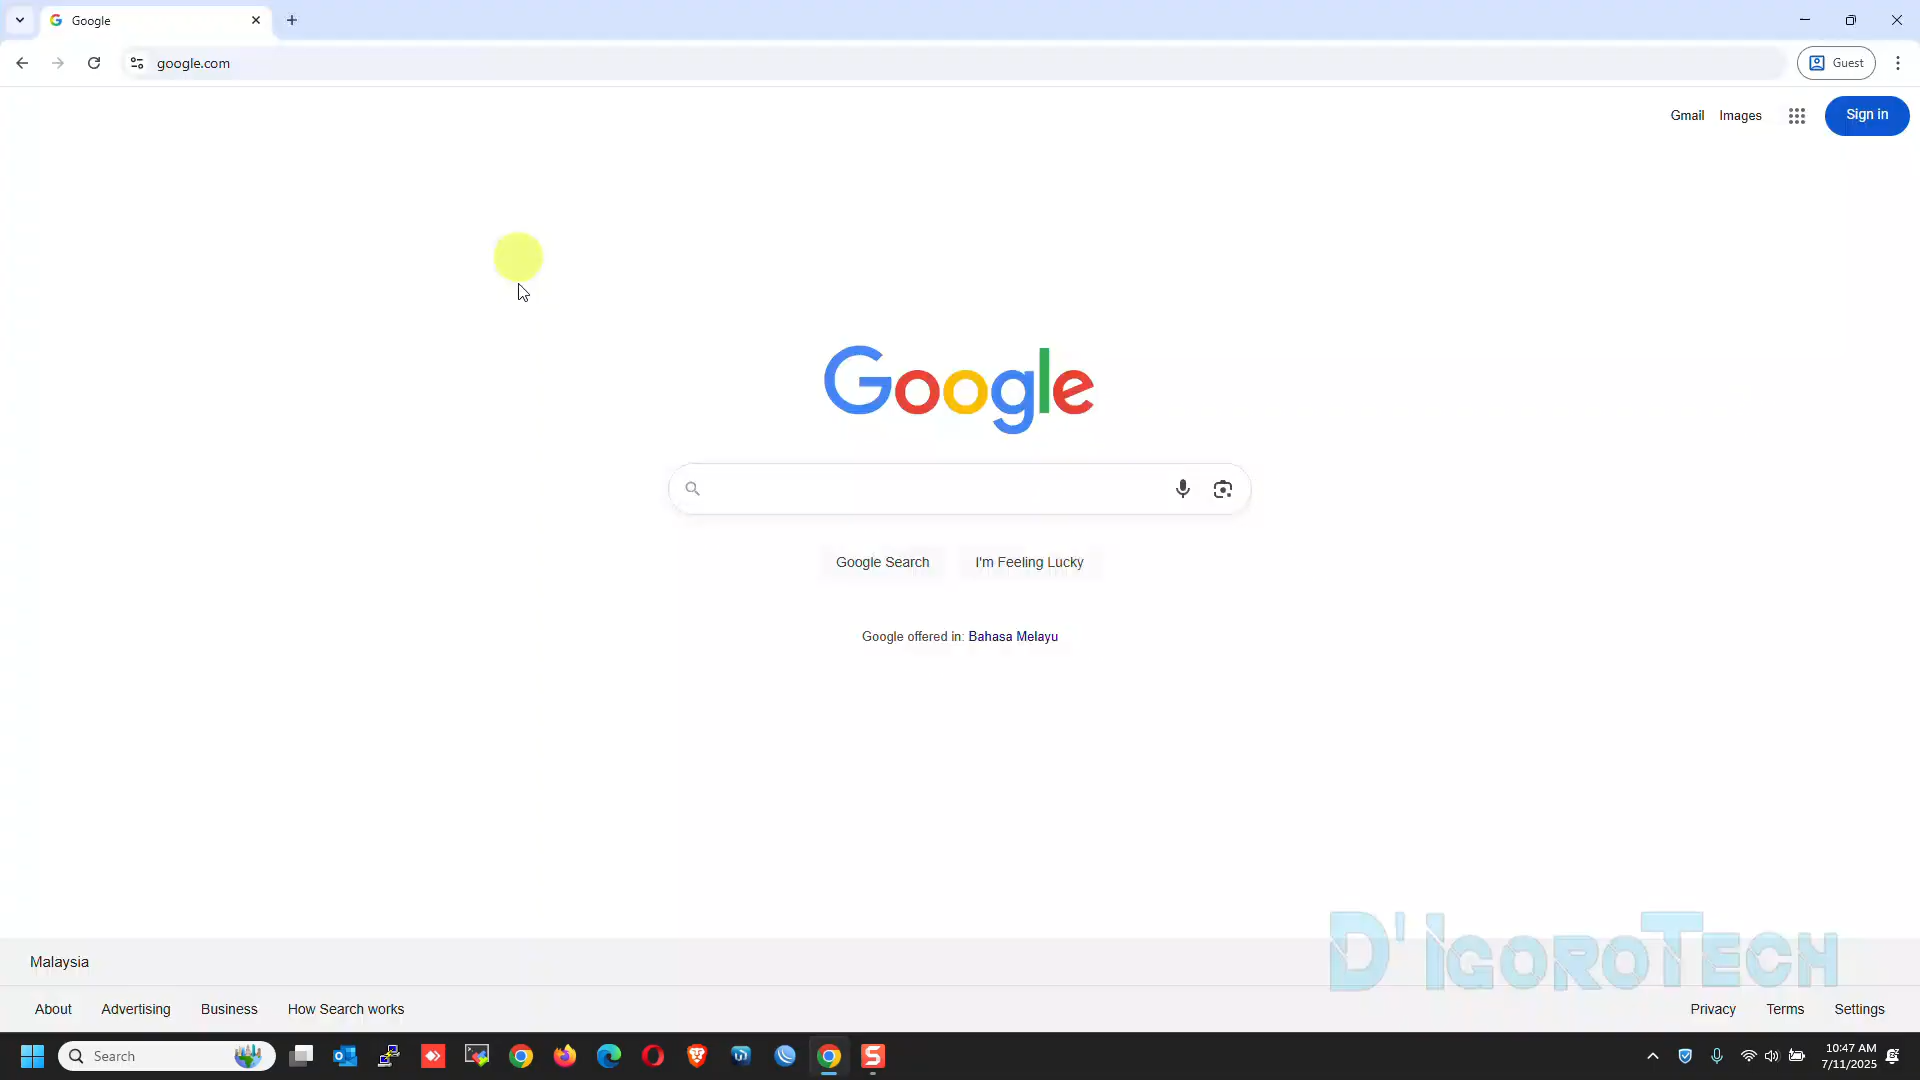 Google
google.com
Guest
Gmail Images
Sign in
Google
Google Search
I'm Feeling Lucky
Google offered in: Bahasa Melayu
D'IGOROTECH
Malaysia
About Advertising Business How Search works
Privacy Terms Settings
Search
10:47 AM
7/11/2025